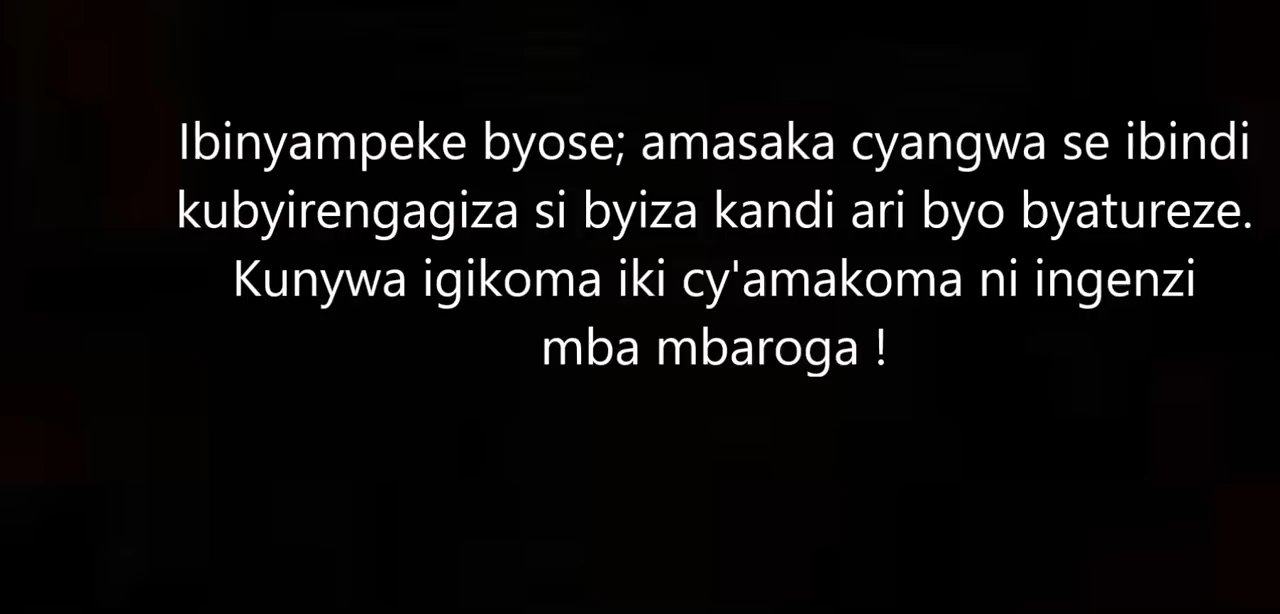 Ibinyampeke byose; amasaka cyangwa se ibindi
kubyirengagiza si byiza kandi ari byo byatureze.
Kunywa igikoma iki cy'amakoma ni ingenzi
mba mbaroga !